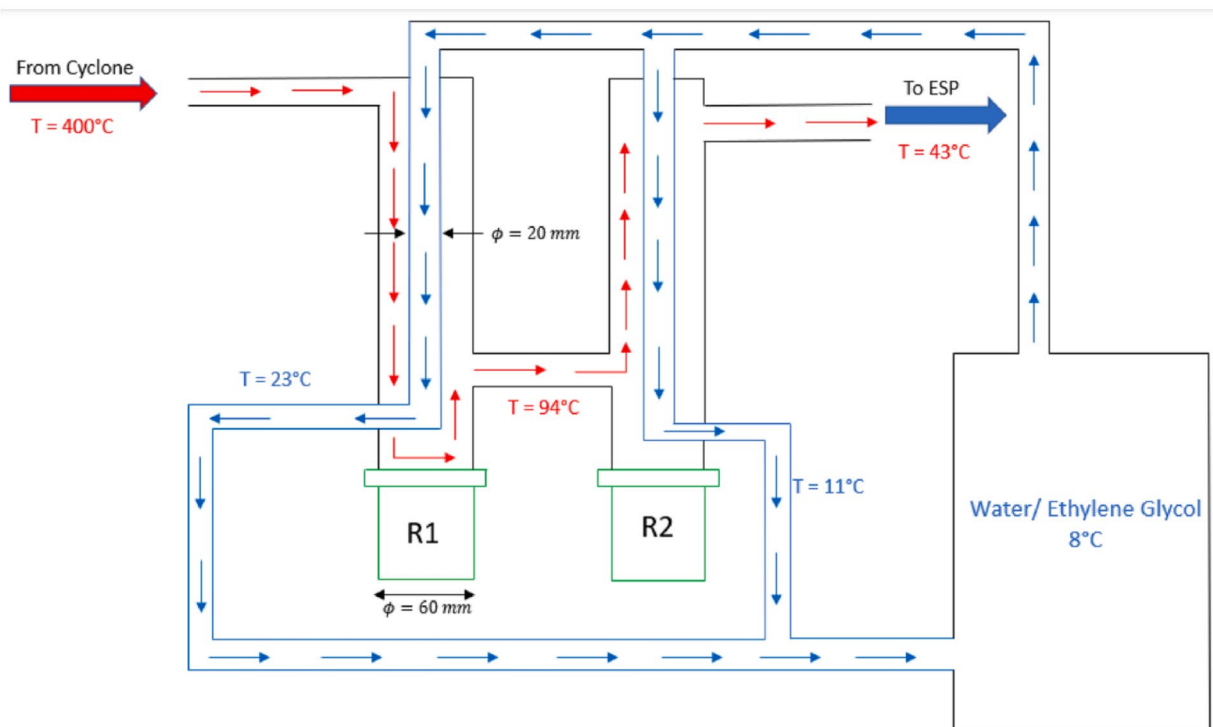 From Cyclone
T = 400°C
To ESP
T = 43°C
ϕ = 20 mm
T = 23°C
T = 94°C
T = 11°C
R1
R2
Water/ Ethylene Glycol
8°C
ϕ = 60 mm